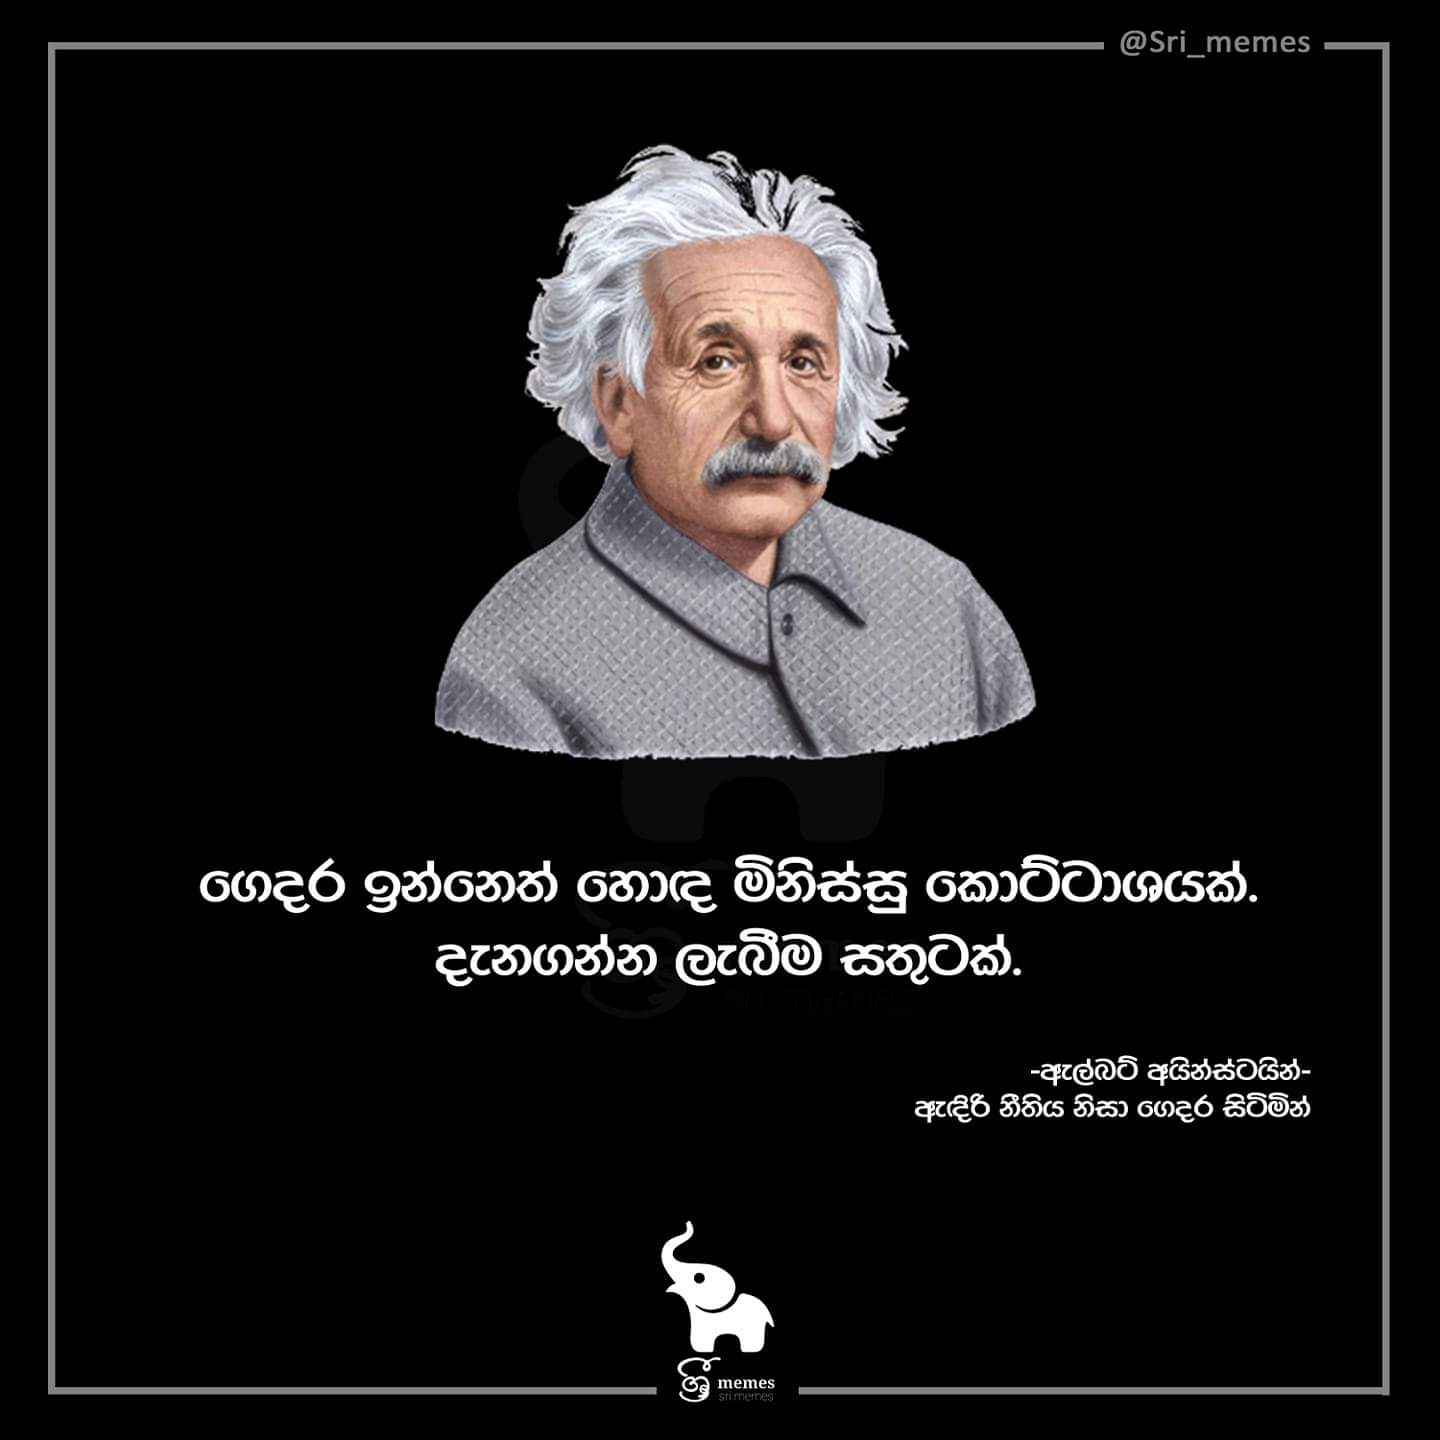 @Sri_memes
ගෙදර ඉන්නෙත් හොඳ මිනිස්සු කොට්ටාශයක්.
දැනගන්න ලැබීම සතුටක්.
-ඇල්බට් අයින්ස්ටයින්-
ඇඳිරි නීතිය නිසා ගෙදර සිටිමින්
ශ්‍රී memes
sri memes